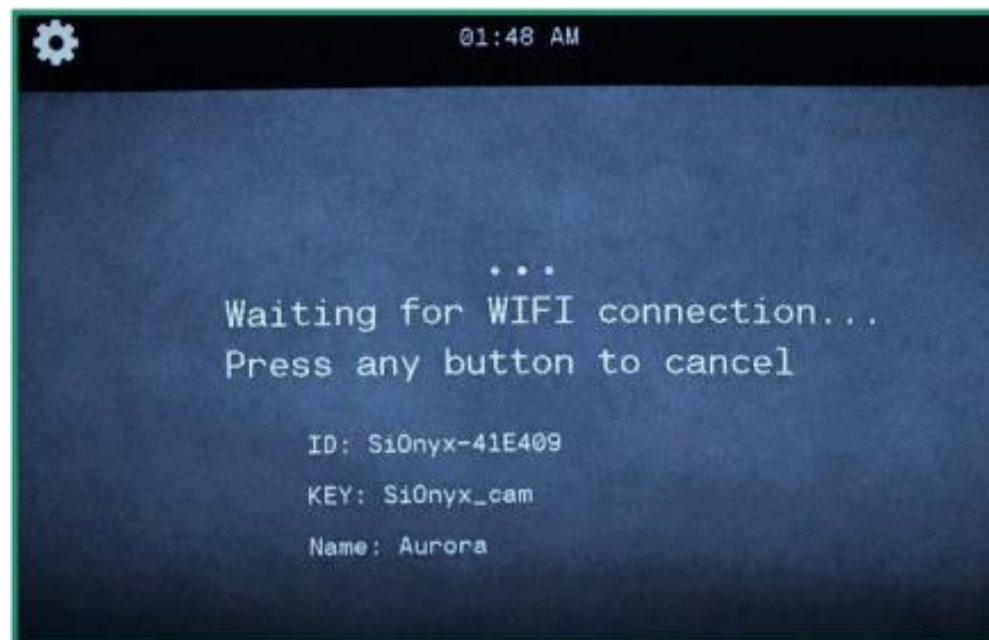 01:48 AM
...
Waiting for WIFI connection...
Press any button to cancel
ID: SiOnyx-41E409
KEY: SiOnyx_cam
Name: Aurora